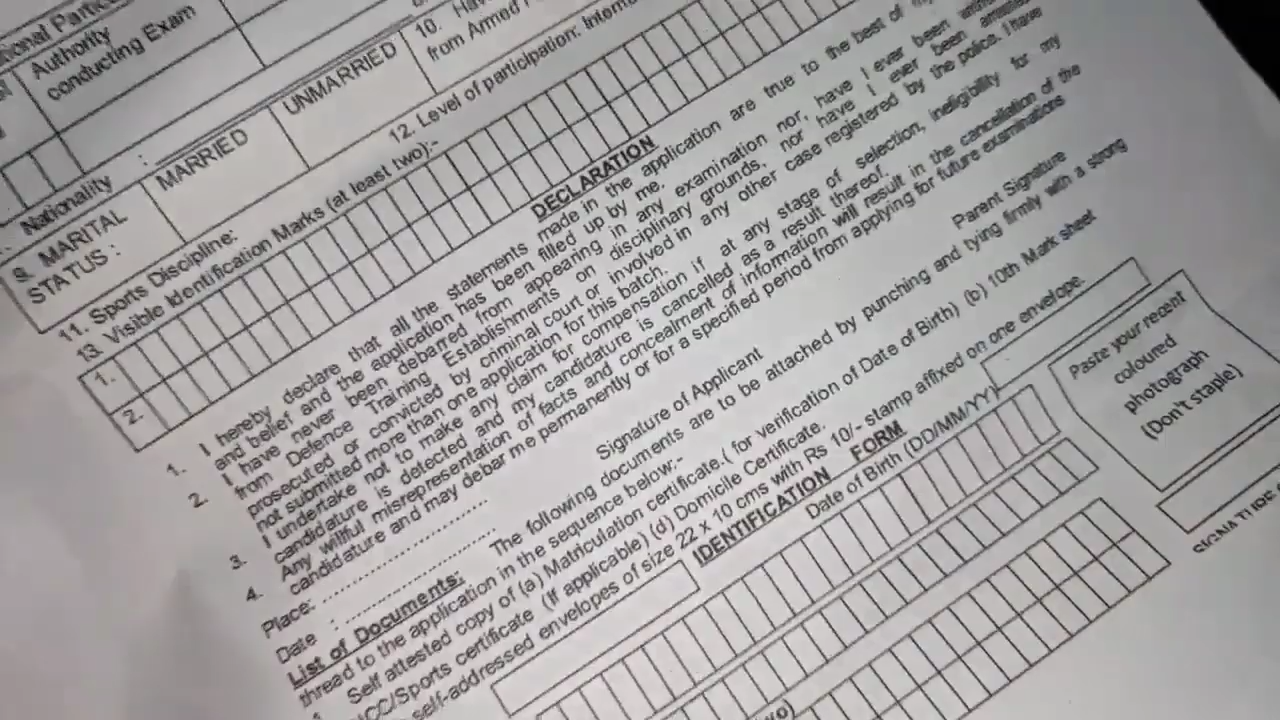 Authority
conducting Exam
10.
from Armed
Nationality :
9. MARITAL STATUS : MARRIED UNMARRIED
11. Sports Discipline: 12. Level of participation:
13. Visible Identification Marks (at least two):-
1.
2.
DECLARATION
1. I hereby declare that all the statements made in the application are true to the best of
and belief and the application has been filled up by me.
2. I have never been debarred from appearing in any examination nor, have I ever been
from Defence Training Establishments on disciplinary grounds, nor have I ever been
prosecuted or convicted by criminal court or involved in any other case registered by the police. I have
not submitted more than one application for this batch.
3. I undertake not to make any claim for compensation if at any stage of selection, ineligibility for my
candidature is detected and my candidature is cancelled as a result thereof.
4. Any willful misrepresentation of facts and concealment of information will result in the cancellation of the
candidature and may debar me permanently or for a specified period from applying for future examinations
Place: ....................
Date : .................... Signature of Applicant Parent Signature
List of Documents: The following documents are to be attached by punching and tying firmly with a strong
thread to the application in the sequence below:-
Self attested copy of (a) Matriculation certificate.( for verification of Date of Birth) (b) 10th Mark sheet
NCC/Sports certificate (If applicable) (d) Domicile Certificate.
self-addressed envelopes of size 22 x 10 cms with Rs 10/- stamp affixed on one envelope.
IDENTIFICATION FORM
Date of Birth (DD/MM/YY)
Paste your recent
coloured
photograph
(Don't staple)